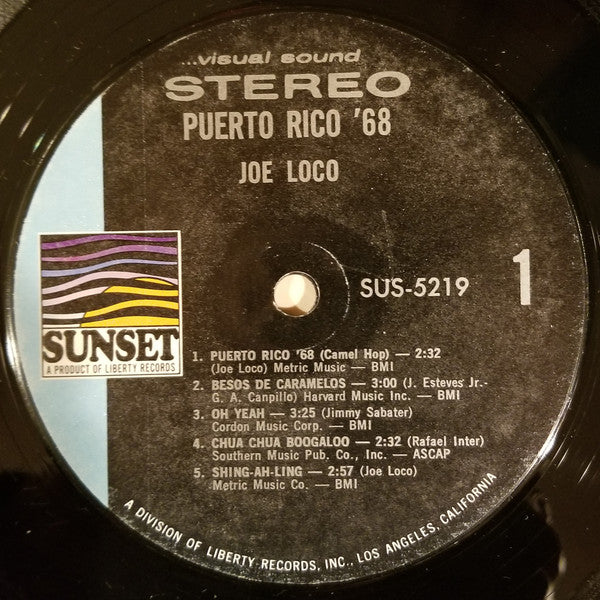 ...visual sound
STEREO
PUERTO RICO '68
JOE LOCO
SUNSET
A PRODUCT OF LIBERTY RECORDS
SUS-5219
1
1. PUERTO RICO '68 (Camel Hop) — 2:32
(Joe Loco) Metric Music — BMI
2. BESOS DE CARAMELOS — 3:00 (J. Esteves Jr.-
G. A. Canpillo) Harvard Music Inc. — BMI
3. OH YEAH — 3:25 (Jimmy Sabater)
Cordon Music Corp. — BMI
4. CHUA CHUA BOOGALOO — 2:32 (Rafael Inter)
Southern Music Pub. Co., Inc. — ASCAP
5. SHING-AH-LING — 2:57 (Joe Loco)
Metric Music Co. — BMI
A DIVISION OF LIBERTY RECORDS, INC., LOS ANGELES, CALIFORNIA